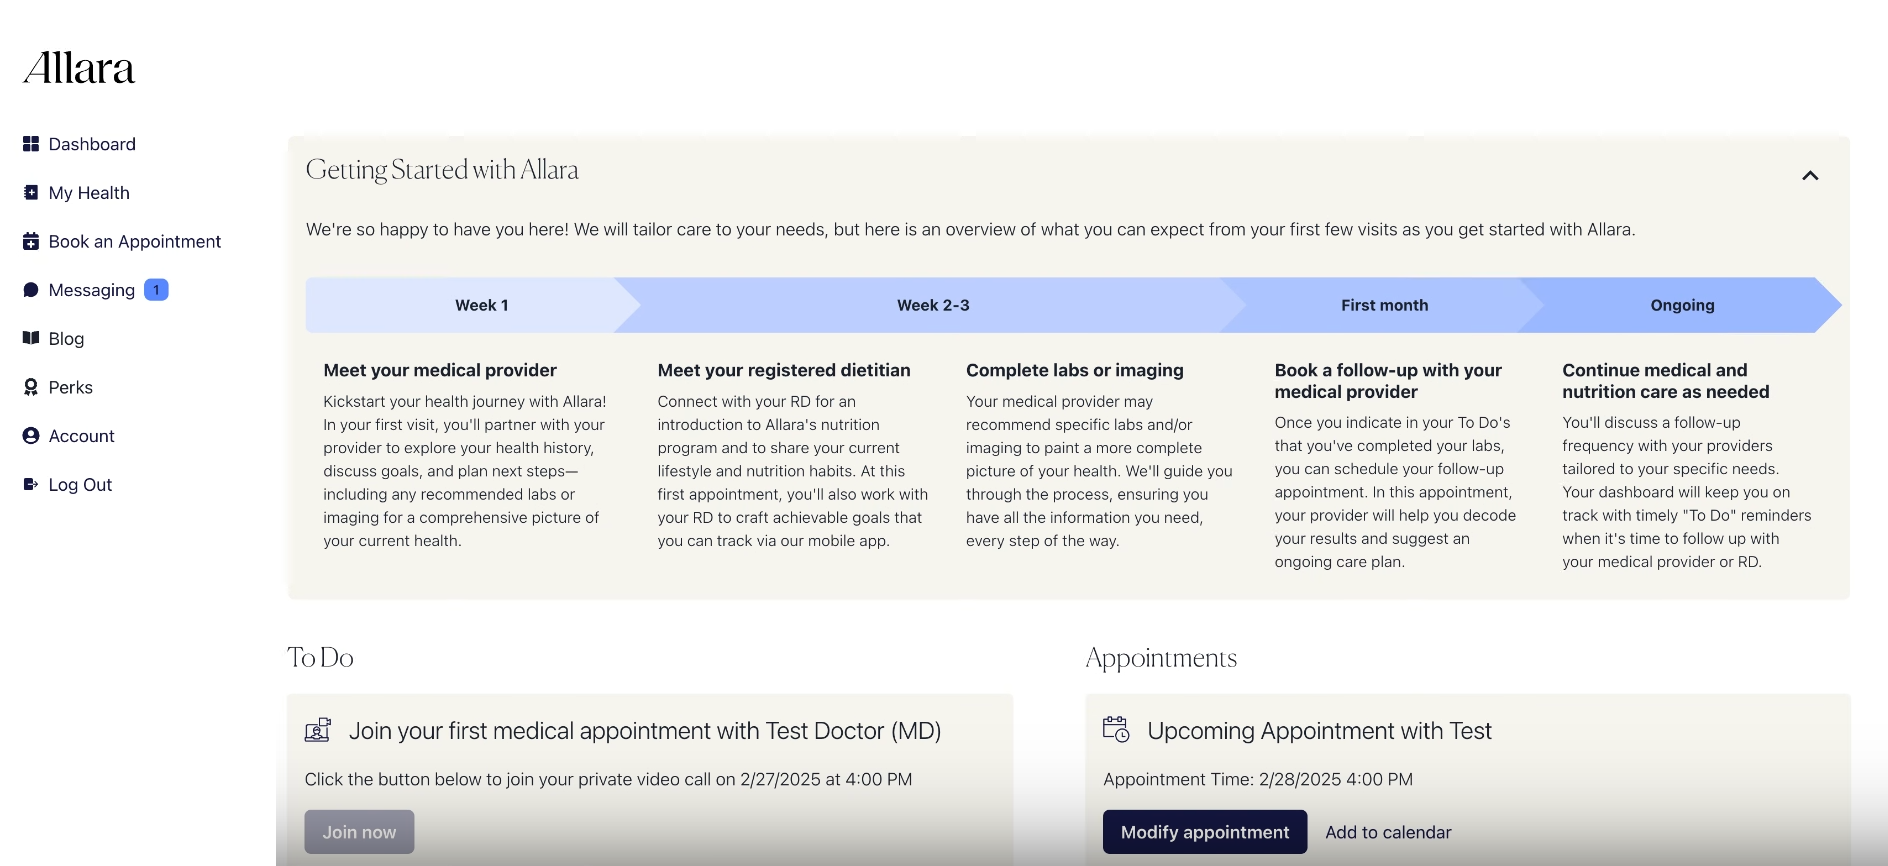 Allara
Dashboard
My Health
Book an Appointment
Messaging 1
Blog
Perks
Account
Log Out
Getting Started with Allara
We're so happy to have you here! We will tailor care to your needs, but here is an overview of what you can expect from your first few visits as you get started with Allara.
Week 1
Week 2-3
First month
Ongoing
Meet your medical provider
Kickstart your health journey with Allara!
In your first visit, you'll partner with your
provider to explore your health history,
discuss goals, and plan next steps—
including any recommended labs or
imaging for a comprehensive picture of
your current health.
Meet your registered dietitian
Connect with your RD for an
introduction to Allara's nutrition
program and to share your current
lifestyle and nutrition habits. At this
first appointment, you'll also work with
your RD to craft achievable goals that
you can track via our mobile app.
Complete labs or imaging
Your medical provider may
recommend specific labs and/or
imaging to paint a more complete
picture of your health. We'll guide you
through the process, ensuring you
have all the information you need,
every step of the way.
Book a follow-up with your
medical provider
Once you indicate in your To Do's
that you've completed your labs,
you can schedule your follow-up
appointment. In this appointment,
your provider will help you decode
your results and suggest an
ongoing care plan.
Continue medical and
nutrition care as needed
You'll discuss a follow-up
frequency with your providers
tailored to your specific needs.
Your dashboard will keep you on
track with timely "To Do" reminders
when it's time to follow up with
your medical provider or RD.
To Do
Join your first medical appointment with Test Doctor (MD)
Click the button below to join your private video call on 2/27/2025 at 4:00 PM
Join now
Appointments
Upcoming Appointment with Test
Appointment Time: 2/28/2025 4:00 PM
Modify appointment
Add to calendar